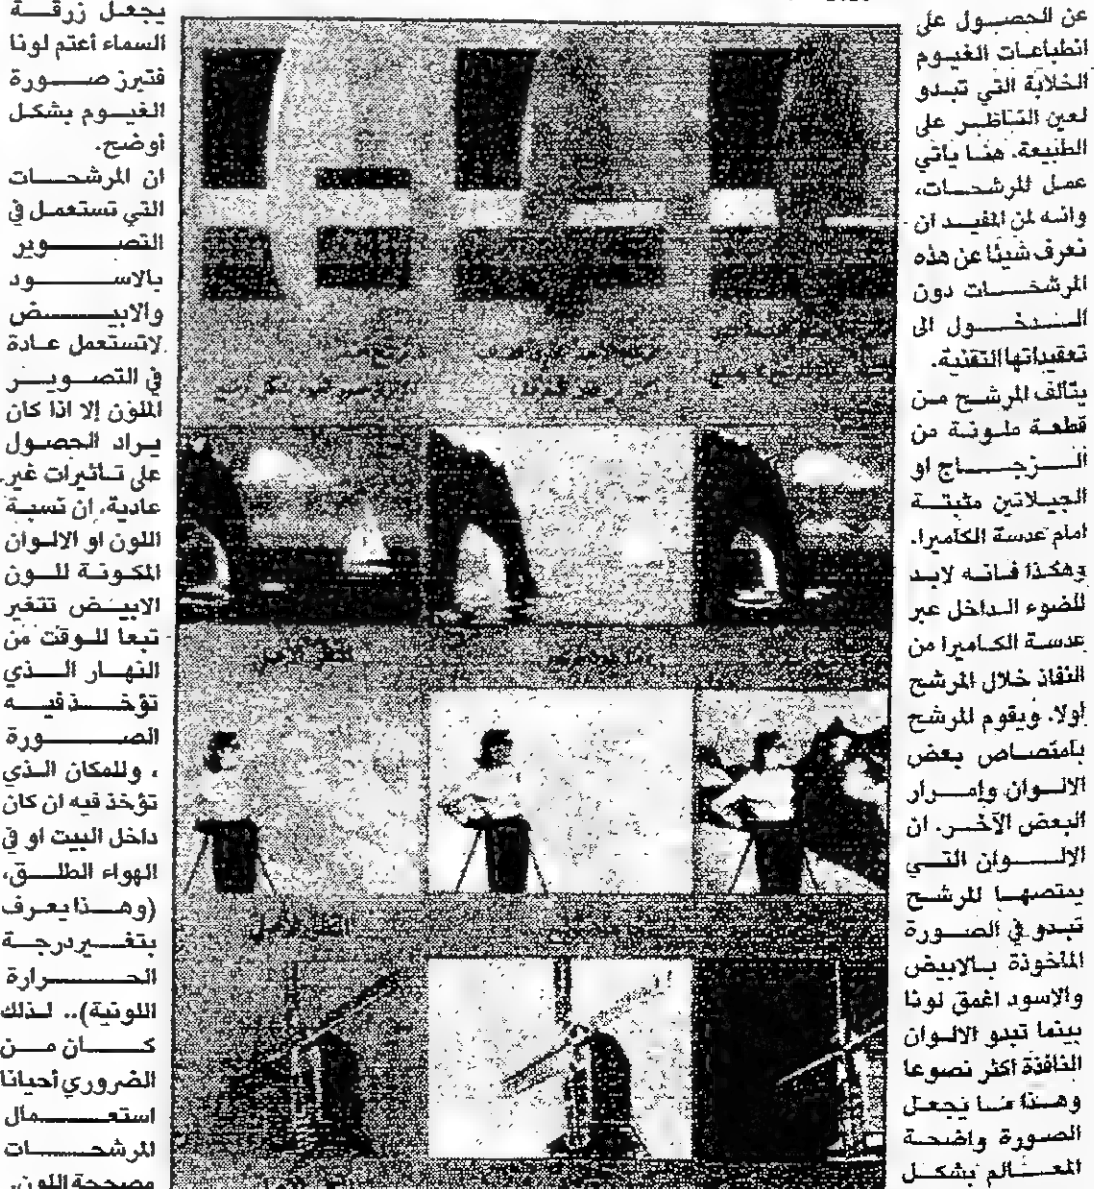 عن الحصول على
انطباعات الغيوم
الخلابة التي تبدو
لعين الناظر على
الطبيعة. هنا يأتي
عمل المرشحات،
وانه لمن المفيد ان
نعرف شيئا عن هذه
المرشحات دون
الدخول الى
تعقيداتها التقنية.
يتألف المرشح من
قطعة ملونة من
الزجاج او
الجيلاتين مثبتة
امام عدسة الكاميرا.
وهكذا فانه لابد
للضوء الداخل عبر
عدسة الكاميرا من
النفاذ خلال المرشح
اولا. ويقوم المرشح
بامتصاص بعض
الالوان وإمرار
البعض الآخر. ان
الالوان التي
يمتصها المرشح
تبدو في الصورة
المأخوذة بالابيض
والاسود اغمق لونا
بينما تبدو الالوان
النافذة اكثر نصوعا
وهذا ما يجعل
الصورة واضحة
المعالم بشكل
يجعل زرقة
السماء أعتم لونا
فتبرز صورة
الغيوم بشكل
أوضح.
ان المرشحات
التي تستعمل في
التصوير
بالاسود
والابيض
لاتستعمل عادة
في التصوير
الملون إلا اذا كان
يراد الحصول
على تأثيرات غير
عادية، ان نسبة
اللون او الالوان
المكونة للون
الابيض تتغير
تبعا للوقت من
النهار الذي
تؤخذ فيه
الصورة
، وللمكان الذي
تؤخذ فيه ان كان
داخل البيت او في
الهواء الطلق،
(وهذا يعرف
بتغير درجة
الحرارة
اللونية).. لذلك
كان من
الضروري أحيانا
استعمال
المرشحات
مصححة اللون.